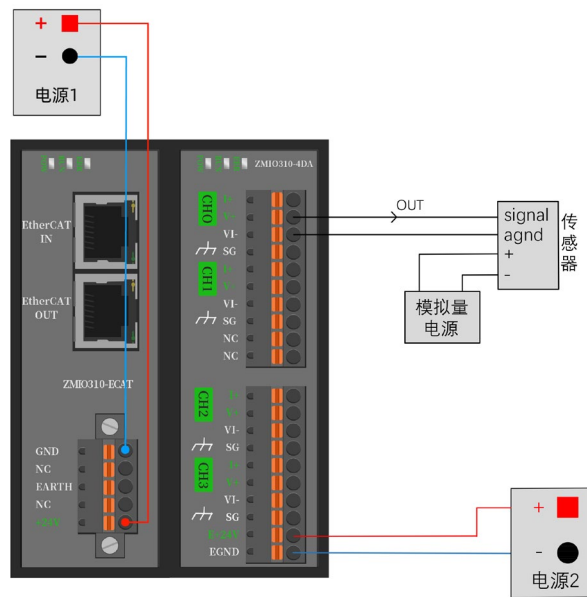 +
−
电源1
ZMIO310-4DA
EtherCAT
IN
EtherCAT
OUT
ZMIO310-ECAT
GND
NC
EARTH
NC
+24V
CH0
I+
V+
VI-
SG
CH1
I+
V+
VI-
SG
NC
NC
CH2
I+
V+
VI-
SG
CH3
I+
V+
VI-
SG
E+24V
EGND
OUT
signal
agnd
+
-
传感器
模拟量
电源
+
-
电源2